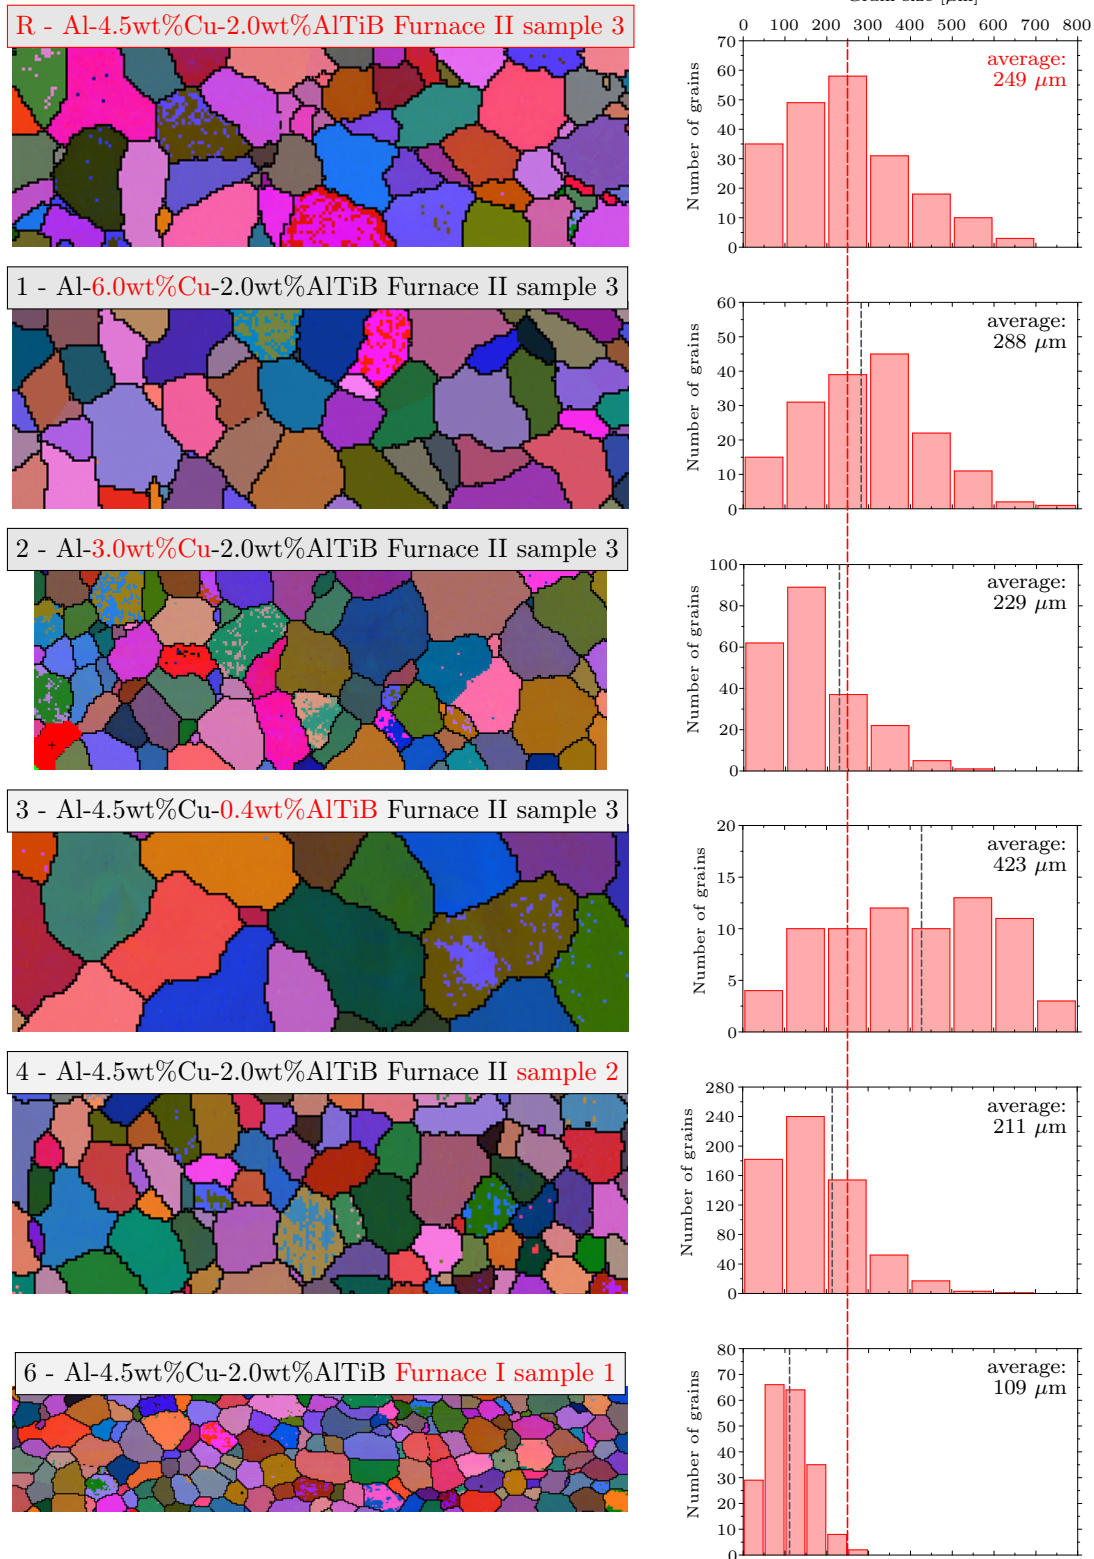 Grain size [μm]
R - Al-4.5wt%Cu-2.0wt%AlTiB Furnace II sample 3
0 100 200 300 400 500 600 700 800
70
60
50
40
30
20
10
0
Number of grains
average:
249 μm
1 - Al-6.0wt%Cu-2.0wt%AlTiB Furnace II sample 3
60
50
40
30
20
10
0
Number of grains
average:
288 μm
2 - Al-3.0wt%Cu-2.0wt%AlTiB Furnace II sample 3
100
80
60
40
20
0
Number of grains
average:
229 μm
3 - Al-4.5wt%Cu-0.4wt%AlTiB Furnace II sample 3
20
15
10
5
0
Number of grains
average:
423 μm
4 - Al-4.5wt%Cu-2.0wt%AlTiB Furnace II sample 2
280
240
200
160
120
80
40
0
Number of grains
average:
211 μm
6 - Al-4.5wt%Cu-2.0wt%AlTiB Furnace I sample 1
80
70
60
50
40
30
20
10
0
Number of grains
average:
109 μm